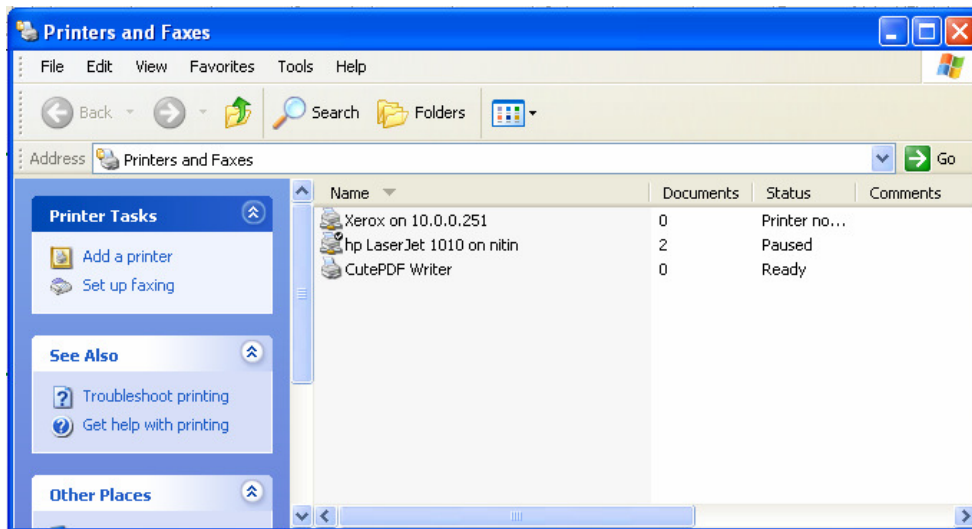 Printers and Faxes
File Edit View Favorites Tools Help
Back Search Folders
Address Printers and Faxes Go
Name Documents Status Comments
Xerox on 10.0.0.251 0 Printer no...
hp LaserJet 1010 on nitin 2 Paused
CutePDF Writer 0 Ready
Printer Tasks
Add a printer
Set up faxing
See Also
Troubleshoot printing
Get help with printing
Other Places